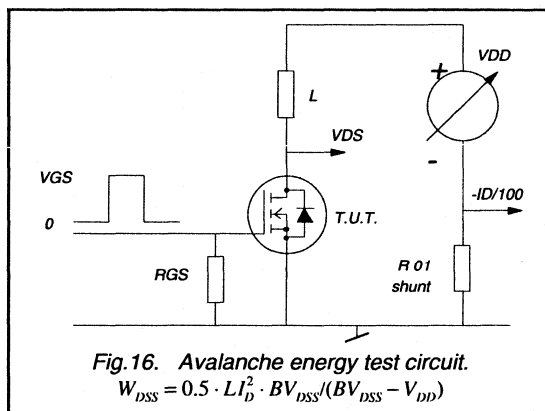 +
VDD
L
VDS
-
VGS
-ID/100
0
T.U.T.
RGS
R 01
shunt
Fig.16. Avalanche energy test circuit.
W_DSS = 0.5 · LI_D^2 · BV_DSS/(BV_DSS − V_DD)